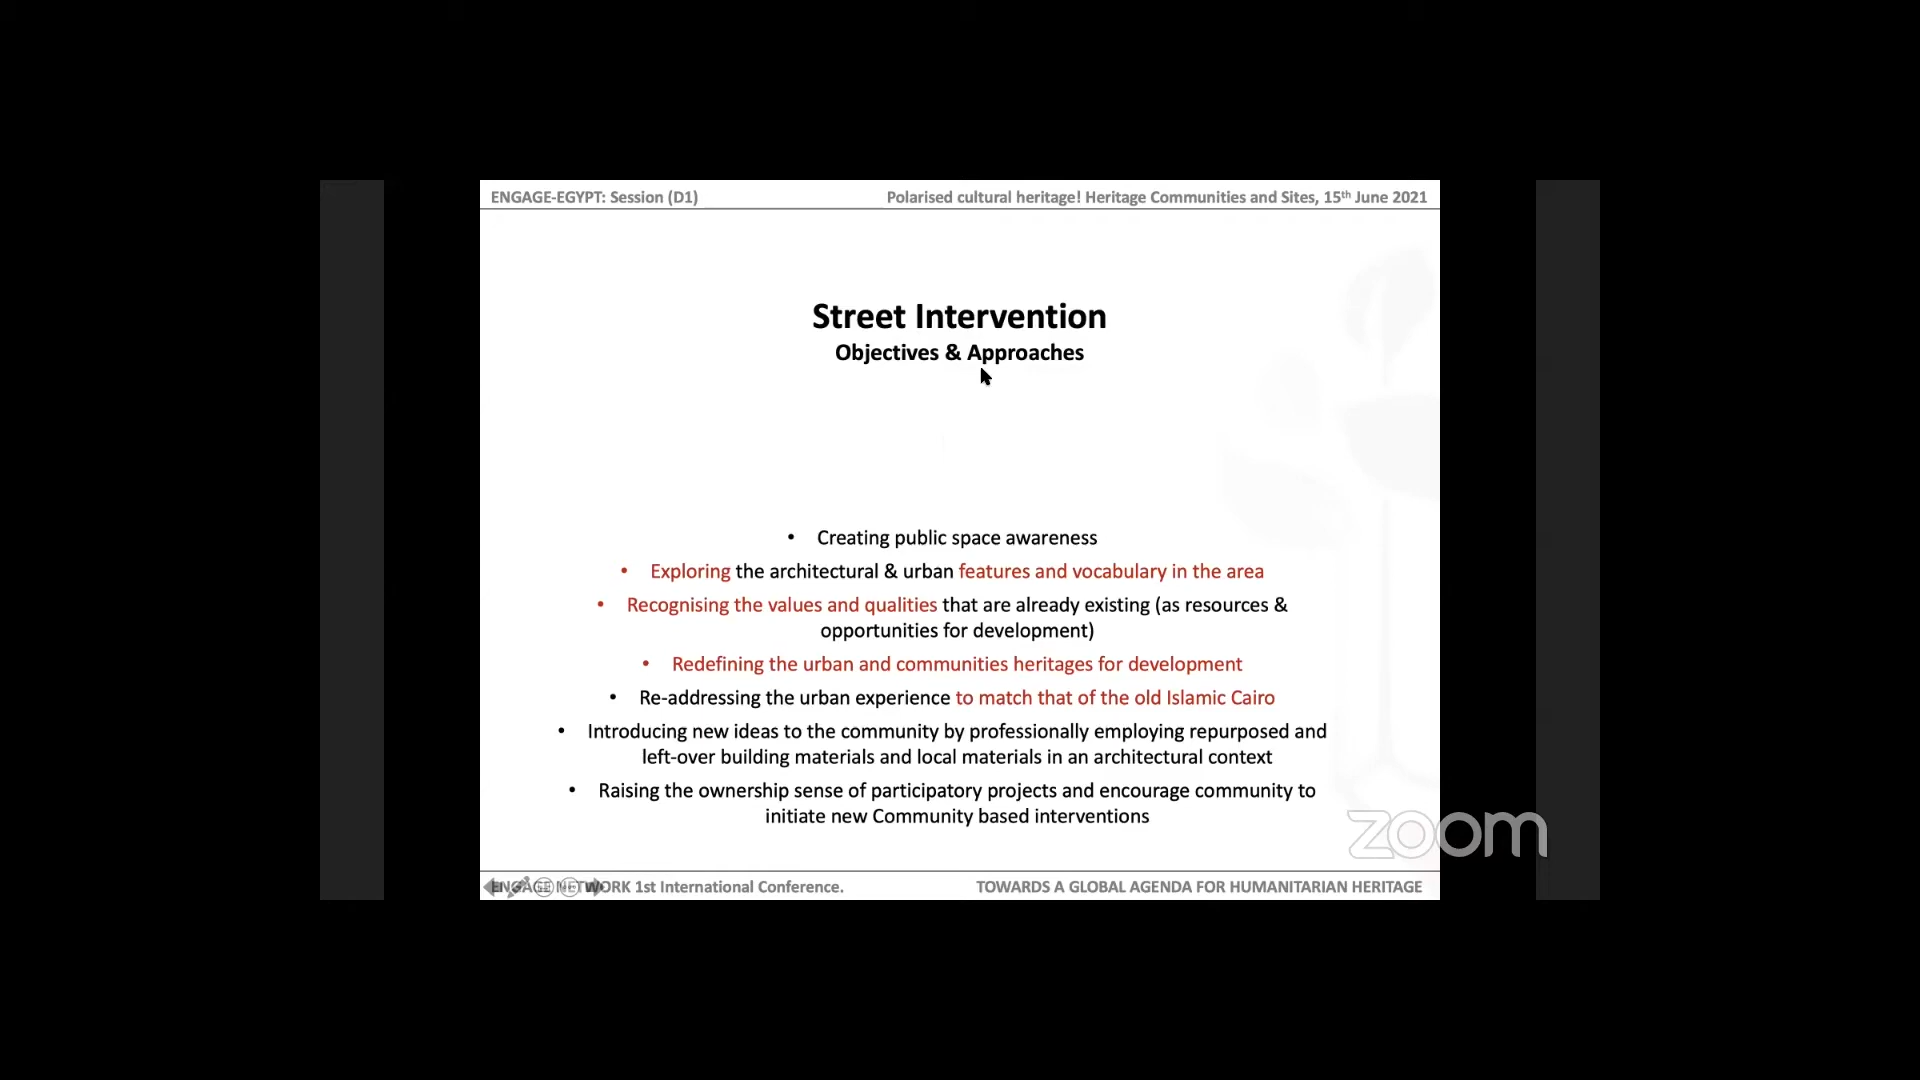 ENGAGE-EGYPT: Session (D1)
Polarised cultural heritage! Heritage Communities and Sites, 15th June 2021
Street Intervention
Objectives & Approaches
• Creating public space awareness
• Exploring the architectural & urban features and vocabulary in the area
• Recognising the values and qualities that are already existing (as resources &
opportunities for development)
• Redefining the urban and communities heritages for development
• Re-addressing the urban experience to match that of the old Islamic Cairo
• Introducing new ideas to the community by professionally employing repurposed and
left-over building materials and local materials in an architectural context
• Raising the ownership sense of participatory projects and encourage community to
initiate new Community based interventions
zoom
ENGAGE NETWORK 1st International Conference.
TOWARDS A GLOBAL AGENDA FOR HUMANITARIAN HERITAGE